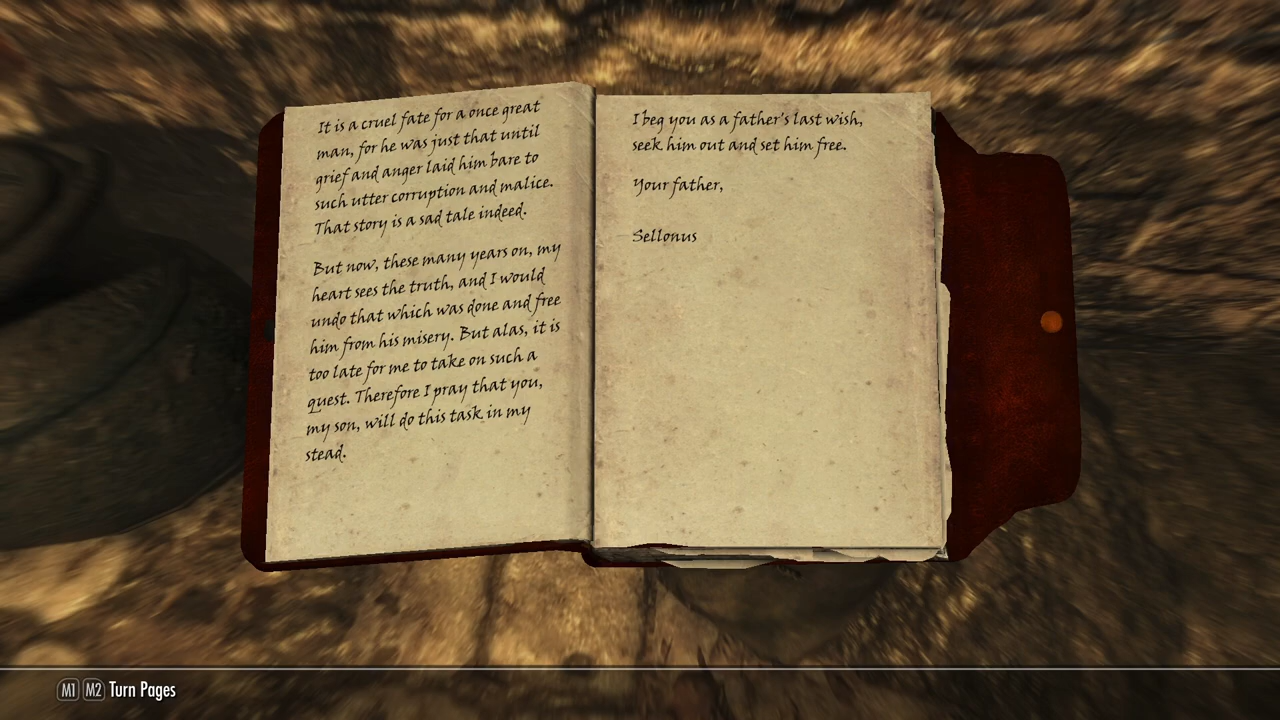 It is a cruel fate for a once great
man, for he was just that until
grief and anger laid him bare to
such utter corruption and malice.
That story is a sad tale indeed.
But now, these many years on, my
heart sees the truth, and I would
undo that which was done and free
him from his misery. But alas, it is
too late for me to take on such a
quest. Therefore I pray that you,
my son, will do this task in my
stead.
I beg you as a father's last wish,
seek him out and set him free.
Your father,
Sellonus
M1 M2 Turn Pages